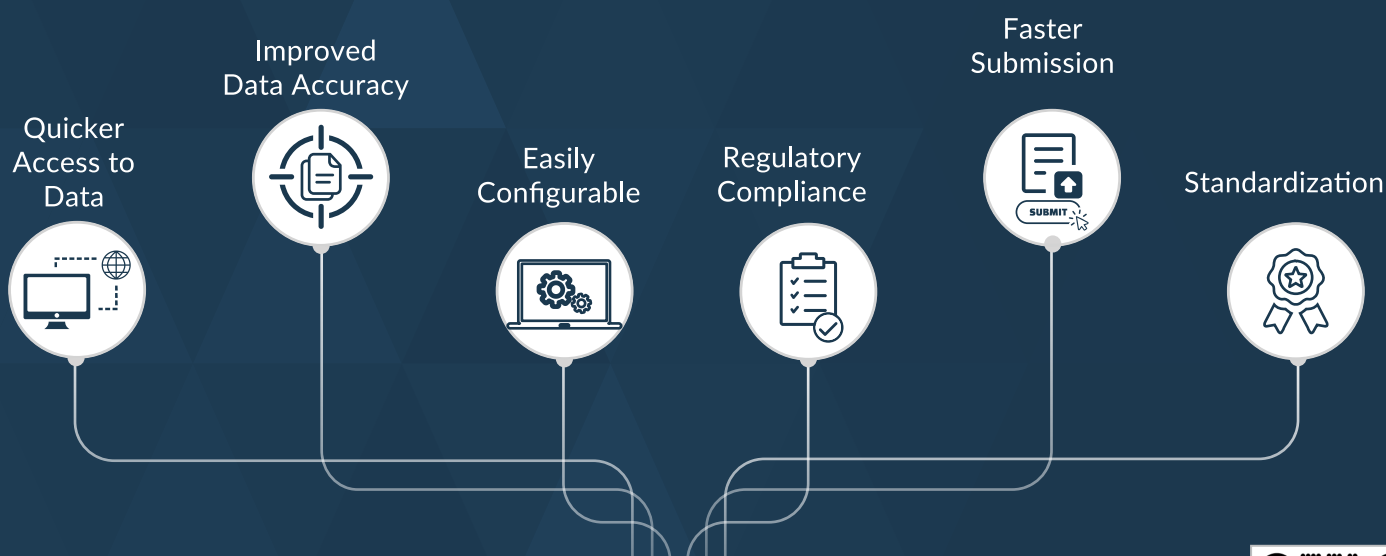 Quicker
Access to
Data
Improved
Data Accuracy
Easily
Configurable
Regulatory
Compliance
Faster
Submission
SUBMIT
Standardization